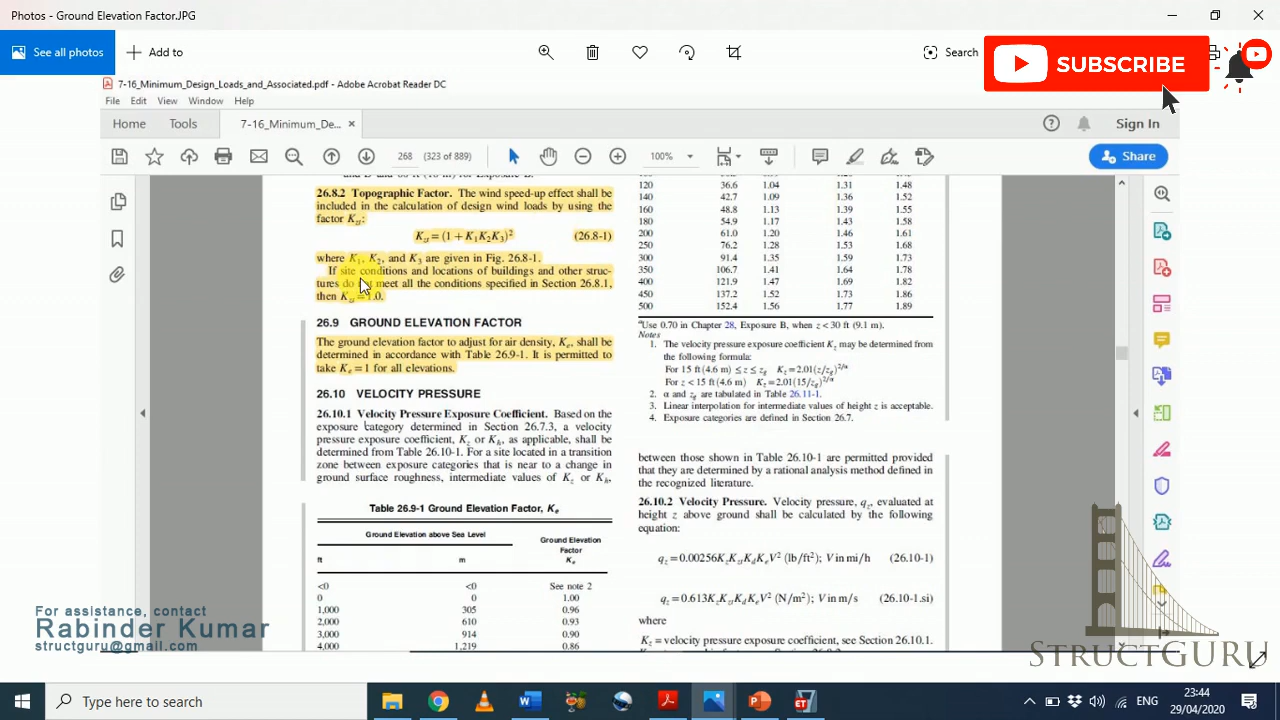 Photos - Ground Elevation Factor.JPG
See all photos
Add to
Search
SUBSCRIBE
7-16_Minimum_Design_Loads_and_Associated.pdf - Adobe Acrobat Reader DC
File Edit View Window Help
Home Tools 7-16_Minimum_De... × Sign In
268 (323 of 889) 100% Share
26.8.2 Topographic Factor. The wind speed-up effect shall be
included in the calculation of design wind loads by using the
factor Kzt:
Kzt = (1 + K1K2K3)² (26.8-1)
where K1, K2, and K3 are given in Fig. 26.8-1.
If site conditions and locations of buildings and other struc-
tures do not meet all the conditions specified in Section 26.8.1,
then Kzt = 1.0.
26.9 GROUND ELEVATION FACTOR
The ground elevation factor to adjust for air density, Ke, shall be
determined in accordance with Table 26.9-1. It is permitted to
take Ke = 1 for all elevations.
26.10 VELOCITY PRESSURE
26.10.1 Velocity Pressure Exposure Coefficient. Based on the
exposure category determined in Section 26.7.3, a velocity
pressure exposure coefficient, Kz or Kh, as applicable, shall be
determined from Table 26.10-1. For a site located in a transition
zone between exposure categories that is near to a change in
ground surface roughness, intermediate values of Kz or Kh,
Table 26.9-1 Ground Elevation Factor, Ke
Ground Elevation above Sea Level
Ground Elevation
Factor
ft m Ke
<0 <0 See note 2
0 0 1.00
1,000 305 0.96
2,000 610 0.93
3,000 914 0.90
4,000 1,219 0.86
120 36.6 1.04 1.31 1.48
140 42.7 1.09 1.36 1.52
160 48.8 1.13 1.39 1.55
180 54.9 1.17 1.43 1.58
200 61.0 1.20 1.46 1.61
250 76.2 1.28 1.53 1.68
300 91.4 1.35 1.59 1.73
350 106.7 1.41 1.64 1.78
400 121.9 1.47 1.69 1.82
450 137.2 1.52 1.73 1.86
500 152.4 1.56 1.77 1.89
aUse 0.70 in Chapter 28, Exposure B, when z < 30 ft (9.1 m).
Notes
1. The velocity pressure exposure coefficient Kz may be determined from
the following formula:
For 15 ft (4.6 m) ≤ z ≤ zg Kz = 2.01(z/zg)^2/α
For z < 15 ft (4.6 m) Kz = 2.01(15/zg)^2/α
2. α and zg are tabulated in Table 26.11-1.
3. Linear interpolation for intermediate values of height z is acceptable.
4. Exposure categories are defined in Section 26.7.
between those shown in Table 26.10-1 are permitted provided
that they are determined by a rational analysis method defined in
the recognized literature.
26.10.2 Velocity Pressure. Velocity pressure, qz, evaluated at
height z above ground shall be calculated by the following
equation:
qz = 0.00256KzKztKdKeV² (lb/ft²); V in mi/h (26.10-1)
qz = 0.613KzKztKdKeV² (N/m²); V in m/s (26.10-1.si)
where
Kz = velocity pressure exposure coefficient, see Section 26.10.1.
For assistance, contact
Rabinder Kumar
structguru@gmail.com
STRUCTGURU
Type here to search
ENG
23:44
29/04/2020